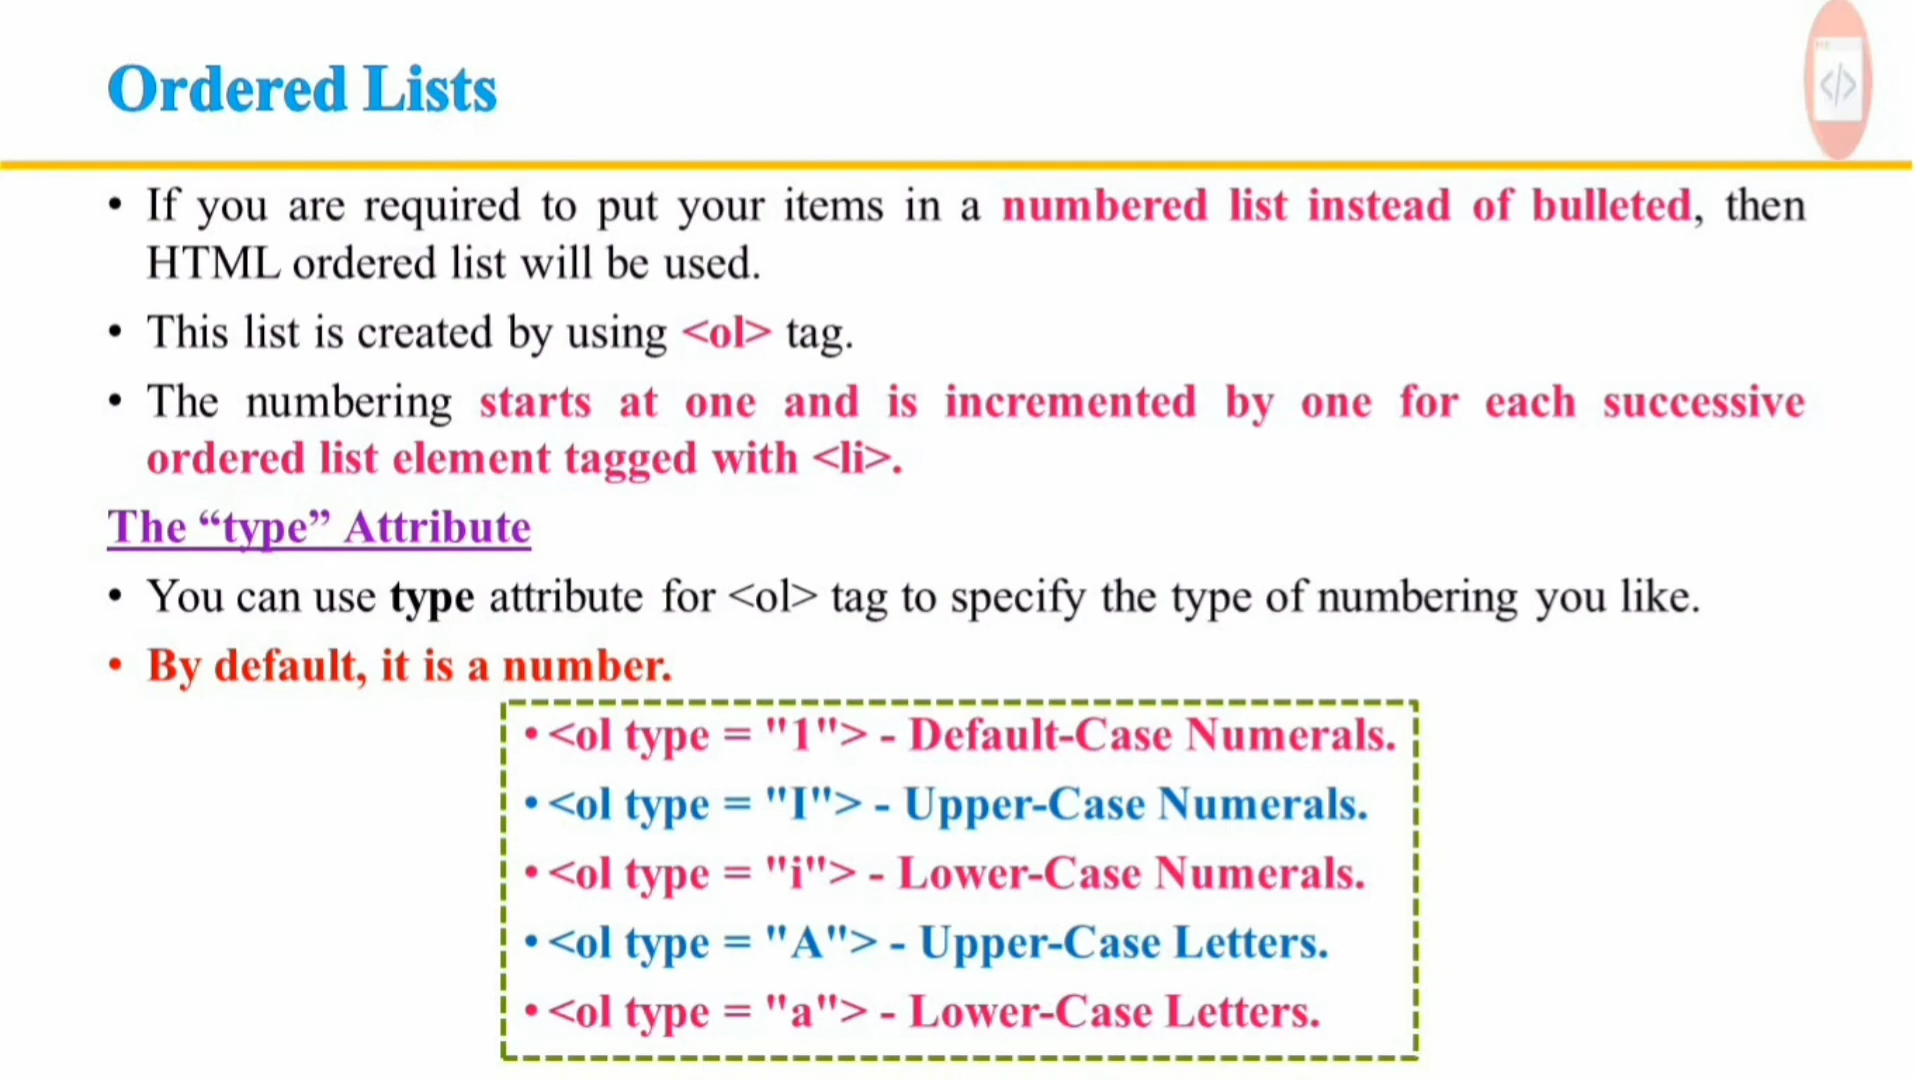 Ordered Lists
</>
• If you are required to put your items in a numbered list instead of bulleted, then
HTML ordered list will be used.
• This list is created by using <ol> tag.
• The numbering starts at one and is incremented by one for each successive
ordered list element tagged with <li>.
The “type” Attribute
• You can use type attribute for <ol> tag to specify the type of numbering you like.
• By default, it is a number.
• <ol type = "1"> - Default-Case Numerals.
• <ol type = "I"> - Upper-Case Numerals.
• <ol type = "i"> - Lower-Case Numerals.
• <ol type = "A"> - Upper-Case Letters.
• <ol type = "a"> - Lower-Case Letters.